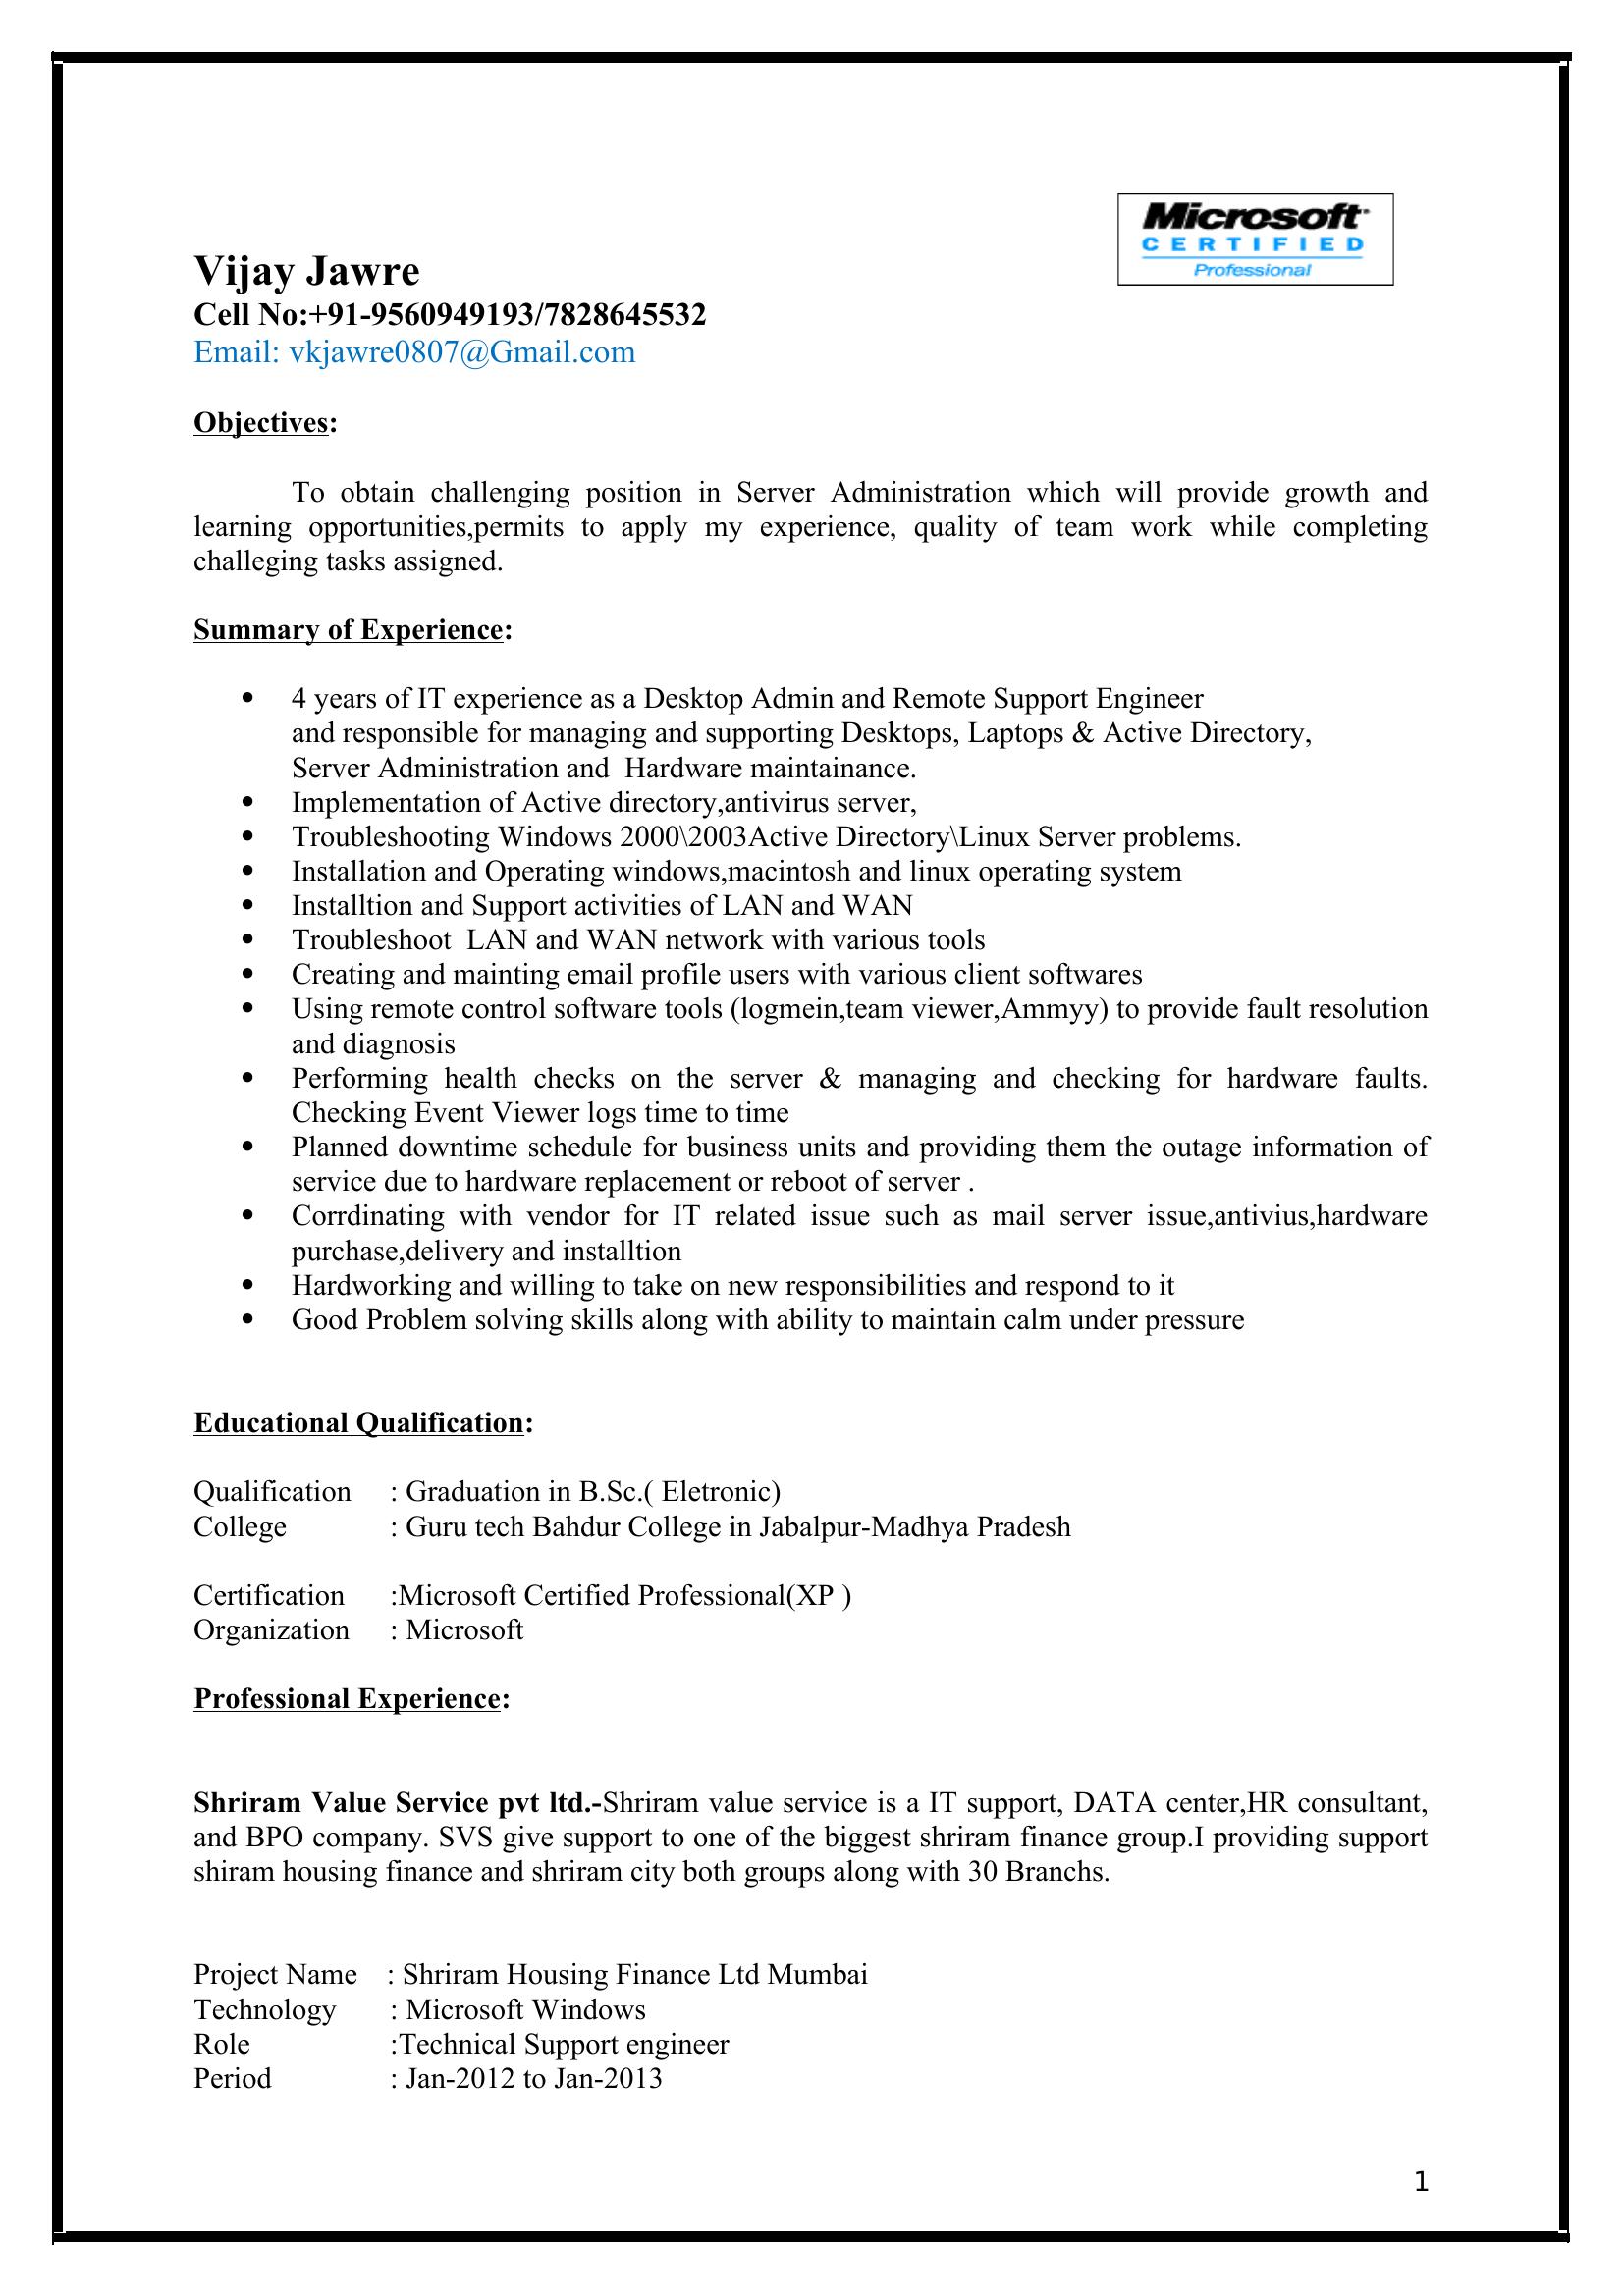 Microsoft
CERTIFIED
Professional
Vijay Jawre
Cell No:+91-9560949193/7828645532
Email: vkjawre0807@Gmail.com
Objectives:
To obtain challenging position in Server Administration which will provide growth and
learning opportunities,permits to apply my experience, quality of team work while completing
challeging tasks assigned.
Summary of Experience:
• 4 years of IT experience as a Desktop Admin and Remote Support Engineer
and responsible for managing and supporting Desktops, Laptops & Active Directory,
Server Administration and Hardware maintainance.
• Implementation of Active directory,antivirus server,
• Troubleshooting Windows 2000\2003Active Directory\Linux Server problems.
• Installation and Operating windows,macintosh and linux operating system
• Installtion and Support activities of LAN and WAN
• Troubleshoot LAN and WAN network with various tools
• Creating and mainting email profile users with various client softwares
• Using remote control software tools (logmein,team viewer,Ammyy) to provide fault resolution
and diagnosis
• Performing health checks on the server & managing and checking for hardware faults.
Checking Event Viewer logs time to time
• Planned downtime schedule for business units and providing them the outage information of
service due to hardware replacement or reboot of server .
• Corrdinating with vendor for IT related issue such as mail server issue,antivius,hardware
purchase,delivery and installtion
• Hardworking and willing to take on new responsibilities and respond to it
• Good Problem solving skills along with ability to maintain calm under pressure
Educational Qualification:
Qualification : Graduation in B.Sc.( Eletronic)
College : Guru tech Bahdur College in Jabalpur-Madhya Pradesh
Certification :Microsoft Certified Professional(XP )
Organization : Microsoft
Professional Experience:
Shriram Value Service pvt ltd.-Shriram value service is a IT support, DATA center,HR consultant,
and BPO company. SVS give support to one of the biggest shriram finance group.I providing support
shiram housing finance and shriram city both groups along with 30 Branchs.
Project Name : Shriram Housing Finance Ltd Mumbai
Technology : Microsoft Windows
Role :Technical Support engineer
Period : Jan-2012 to Jan-2013
1